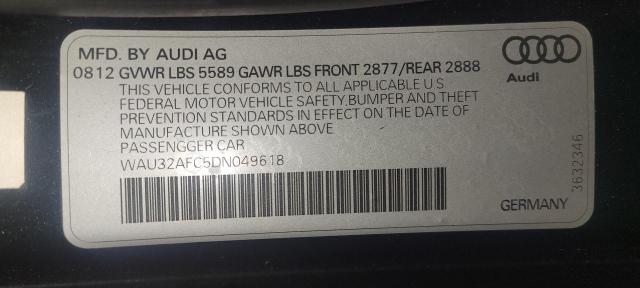 MFD. BY AUDI AG
0812 GVWR LBS 5589 GAWR LBS FRONT 2877/REAR 2888
THIS VEHICLE CONFORMS TO ALL APPLICABLE U S
FEDERAL MOTOR VEHICLE SAFETY,BUMPER AND THEFT
PREVENTION STANDARDS IN EFFECT ON THE DATE OF
MANUFACTURE SHOWN ABOVE
PASSENGGER CAR
WAU32AFC5DN049618
Audi
3632346
GERMANY